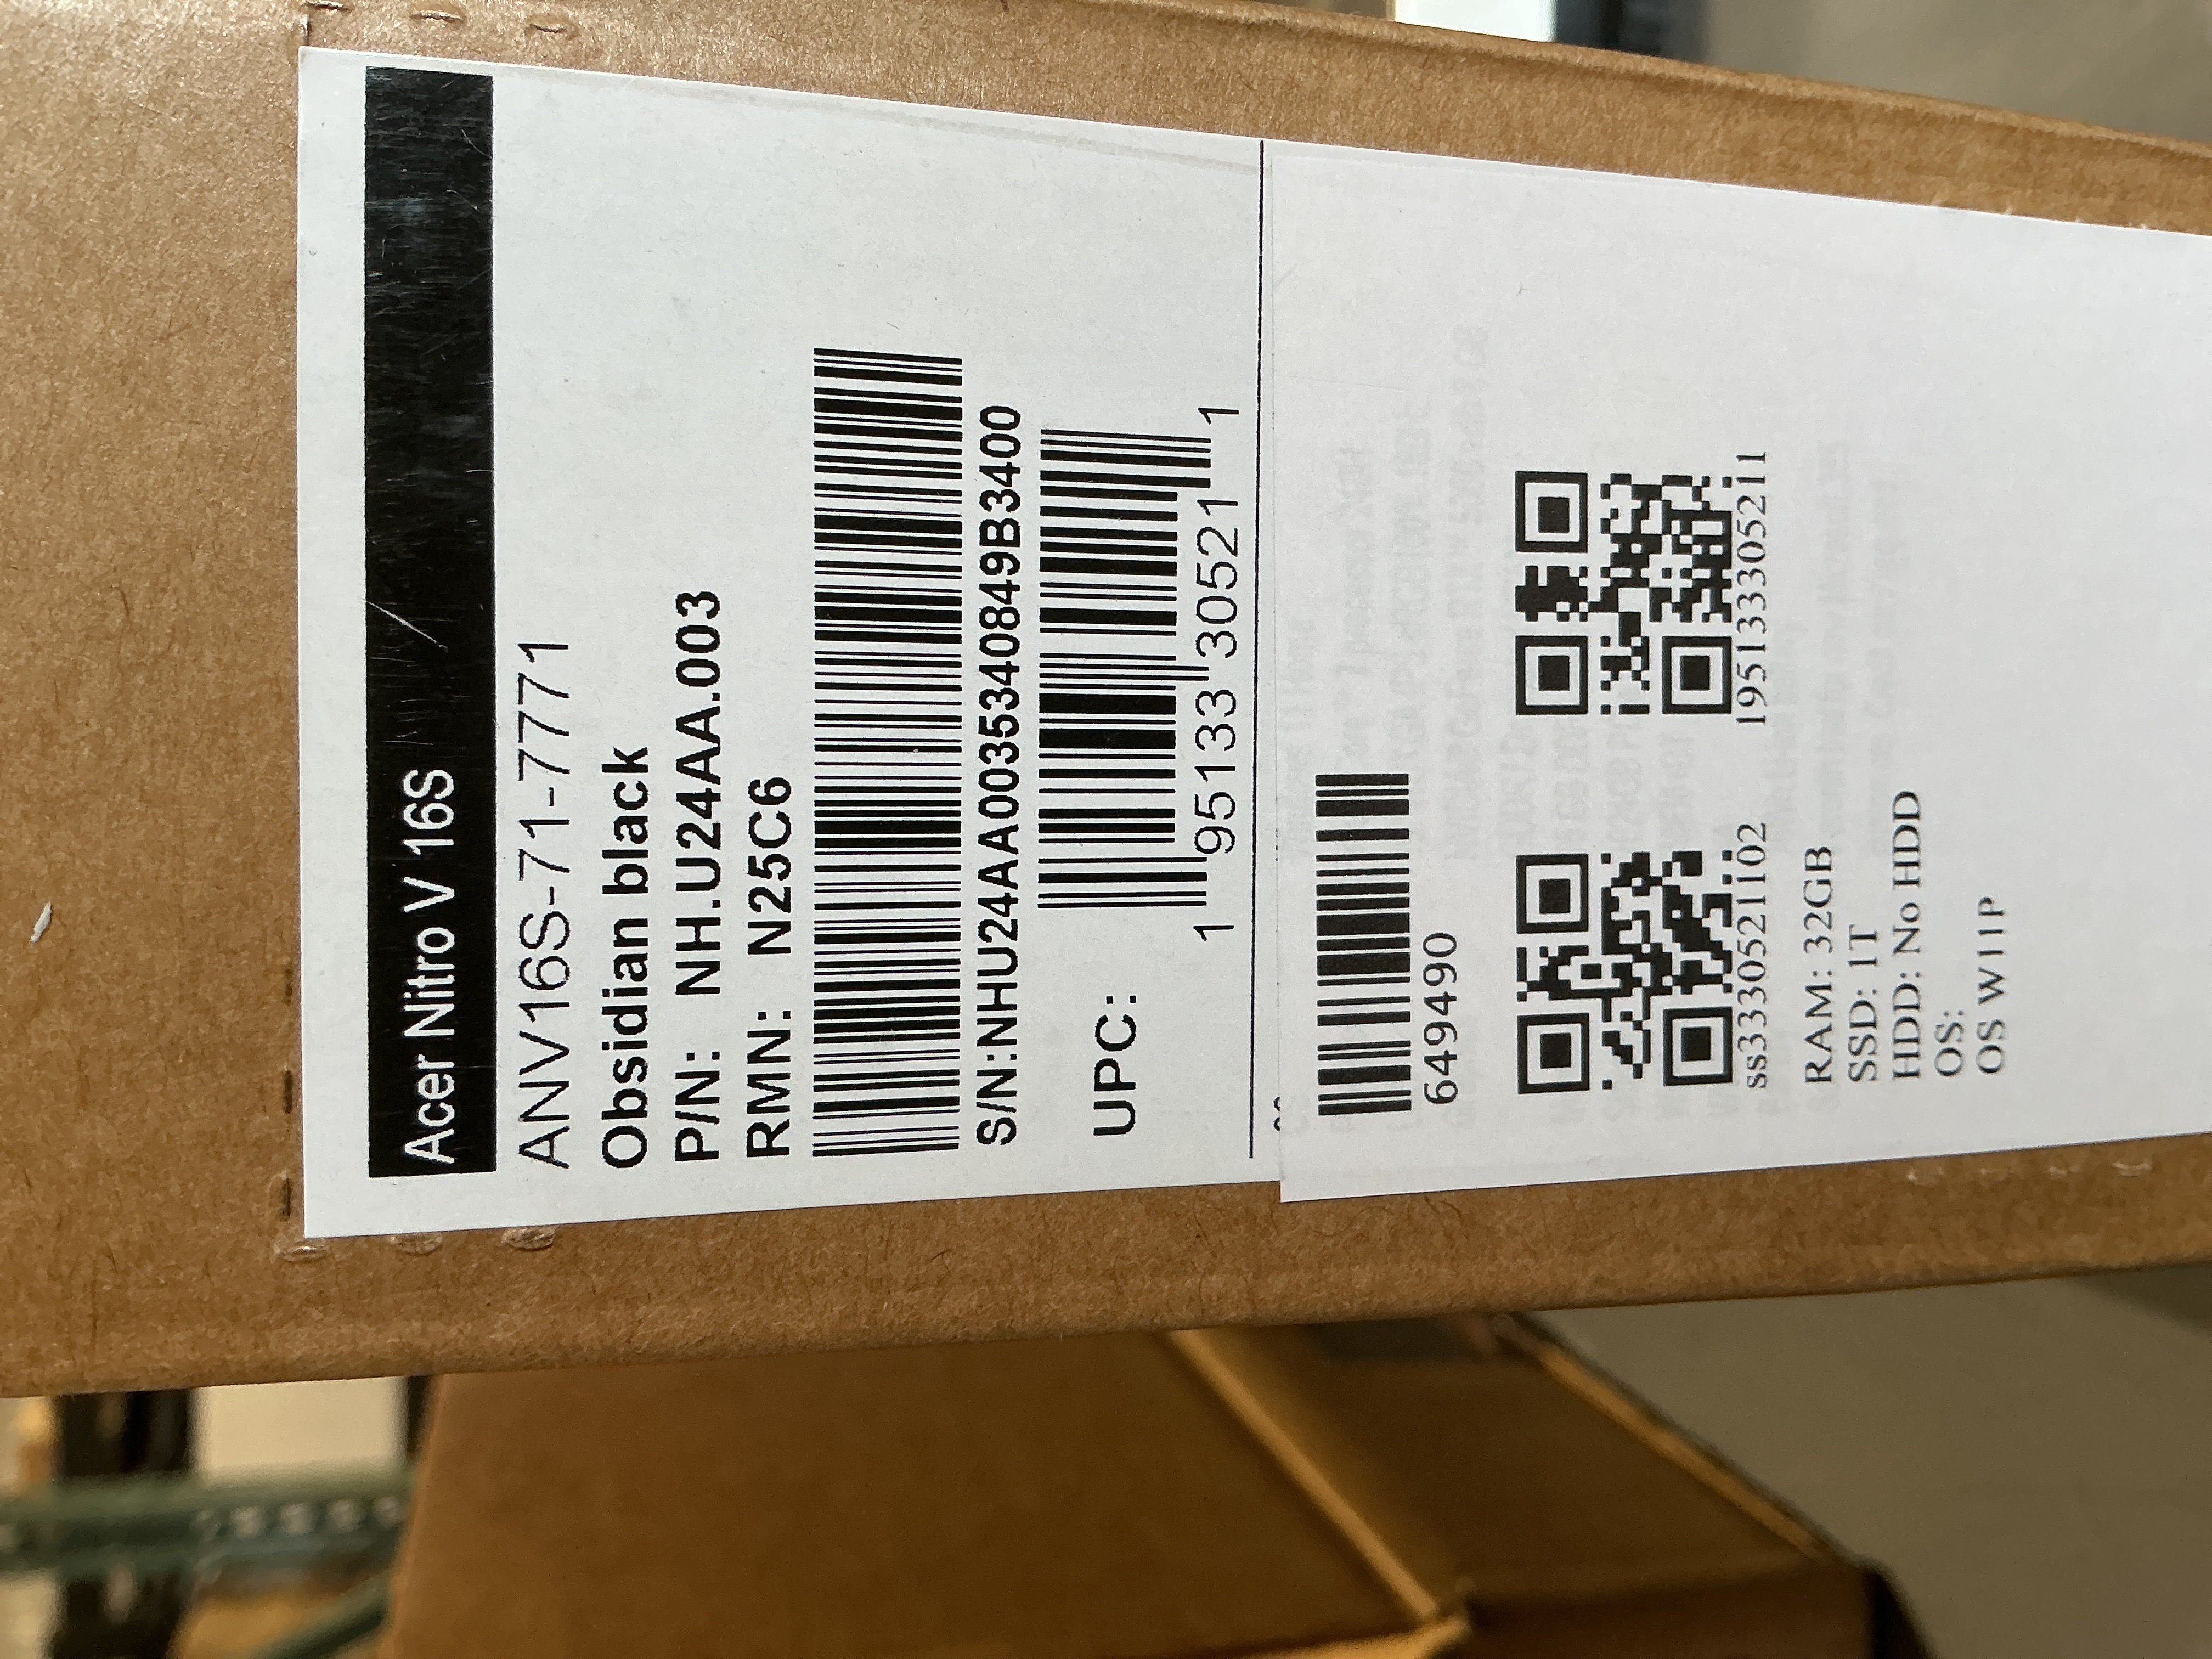 Acer Nitro V 16S
ANV16S-71-7771
Obsidian black
P/N: NH.U24AA.003
RMN: N25C6
S/N:NHU24AA0035340849B3400
UPC:
1 95133 30521 1
649490
ss3330521102
195133305211
RAM: 32GB
SSD: 1T
HDD: No HDD
OS:
OS W11P